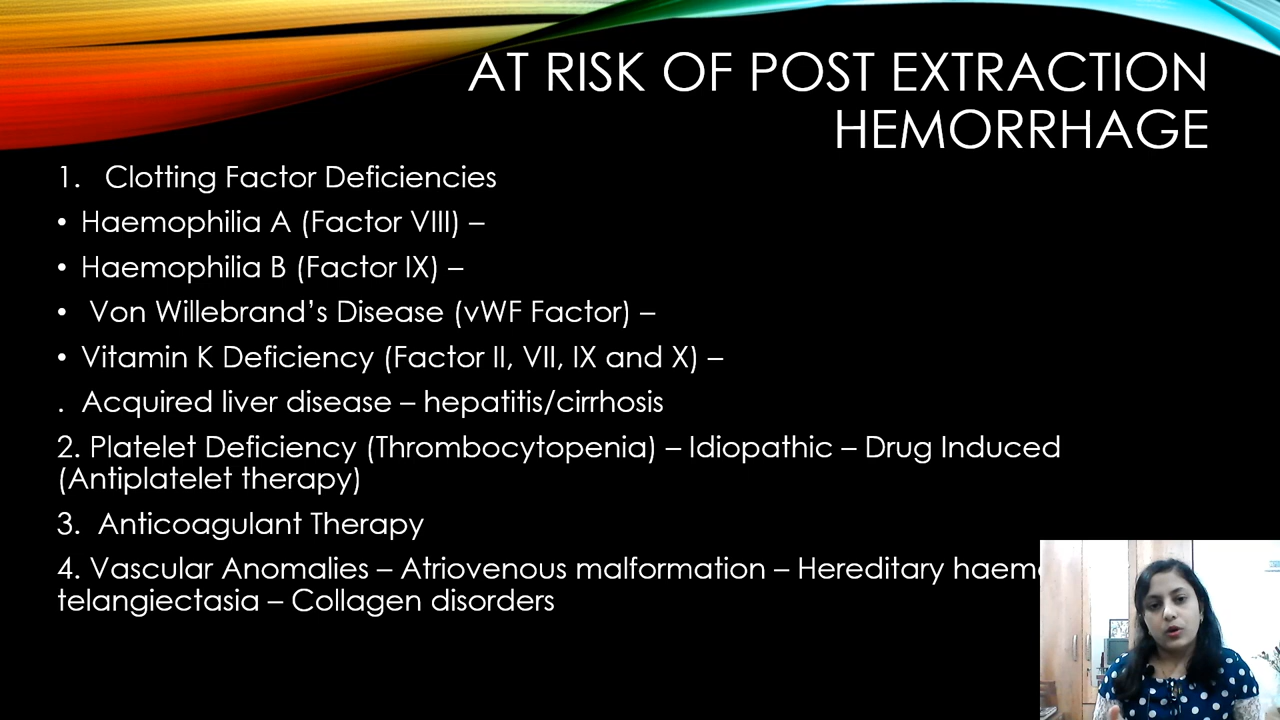 AT RISK OF POST EXTRACTION
HEMORRHAGE
1. Clotting Factor Deficiencies
• Haemophilia A (Factor VIII) –
• Haemophilia B (Factor IX) –
• Von Willebrand's Disease (vWF Factor) –
• Vitamin K Deficiency (Factor II, VII, IX and X) –
. Acquired liver disease – hepatitis/cirrhosis
2. Platelet Deficiency (Thrombocytopenia) – Idiopathic – Drug Induced
(Antiplatelet therapy)
3. Anticoagulant Therapy
4. Vascular Anomalies – Atriovenous malformation – Hereditary
telangiectasia – Collagen disorders